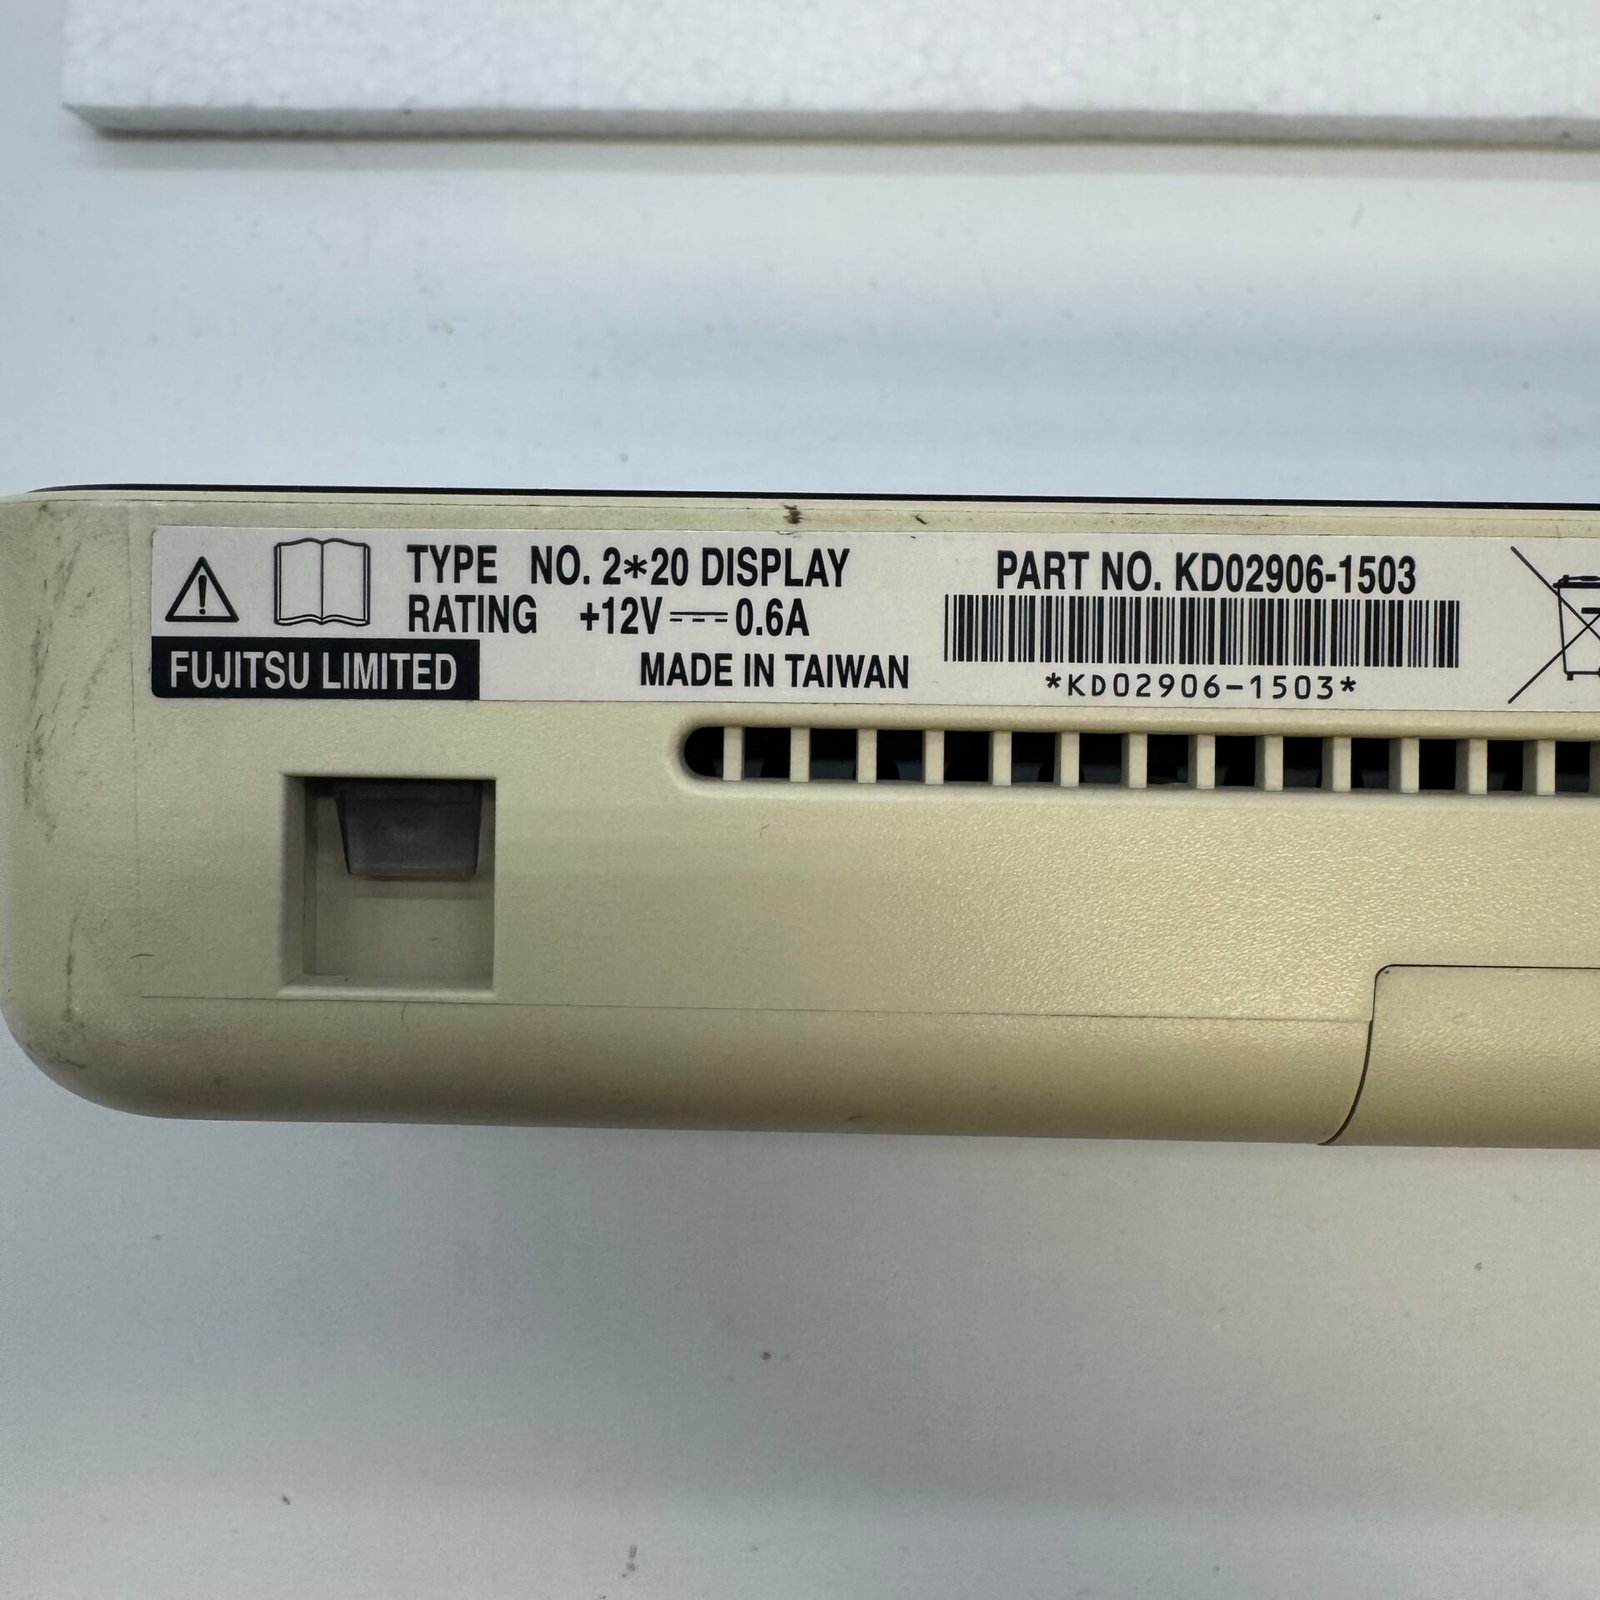 TYPE NO. 2*20 DISPLAY
RATING +12V⎓0.6A
FUJITSU LIMITED
MADE IN TAIWAN
PART NO. KD02906-1503
*KD02906-1503*